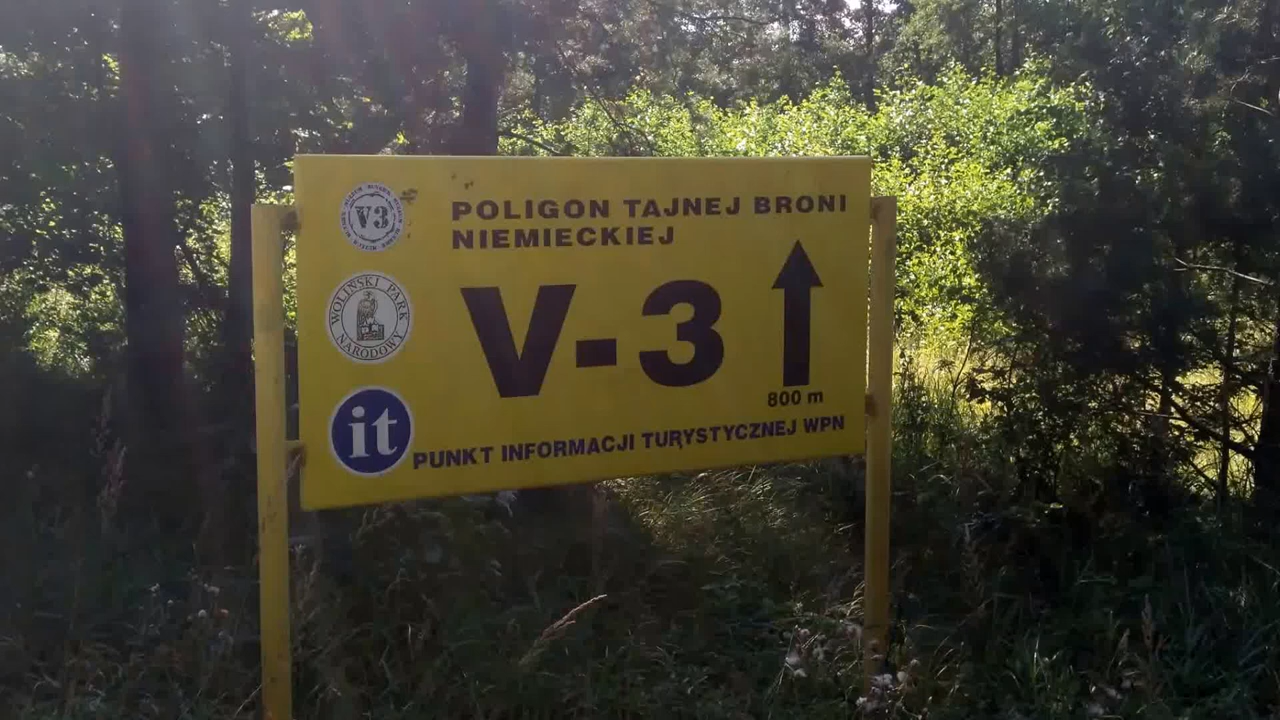 POLIGON TAJNEJ BRONI
NIEMIECKIEJ
V3
V-3
WOLIŃSKI PARK
NARODOWY
800 m
it
PUNKT INFORMACJI TURYSTYCZNEJ WPN